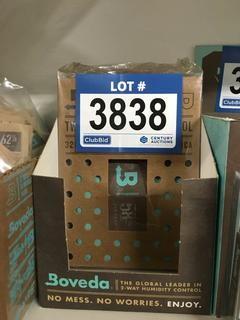 LOT #
3838
ClubBid
CENTURY
AUCTIONS
62%
B
Boveda
THE GLOBAL LEADER IN
2-WAY HUMIDITY CONTROL
NO MESS. NO WORRIES. ENJOY.